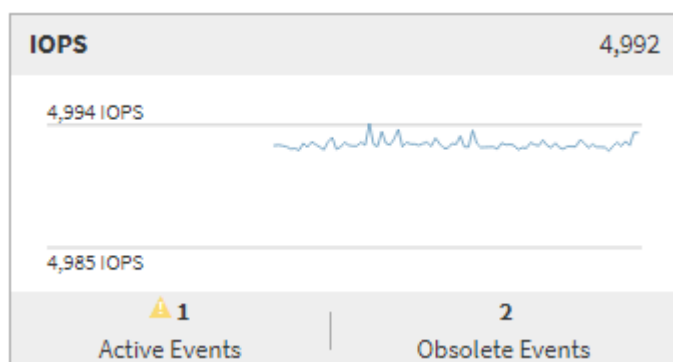 IOPS 4,992
4,994 IOPS
4,985 IOPS
1 2
Active Events Obsolete Events